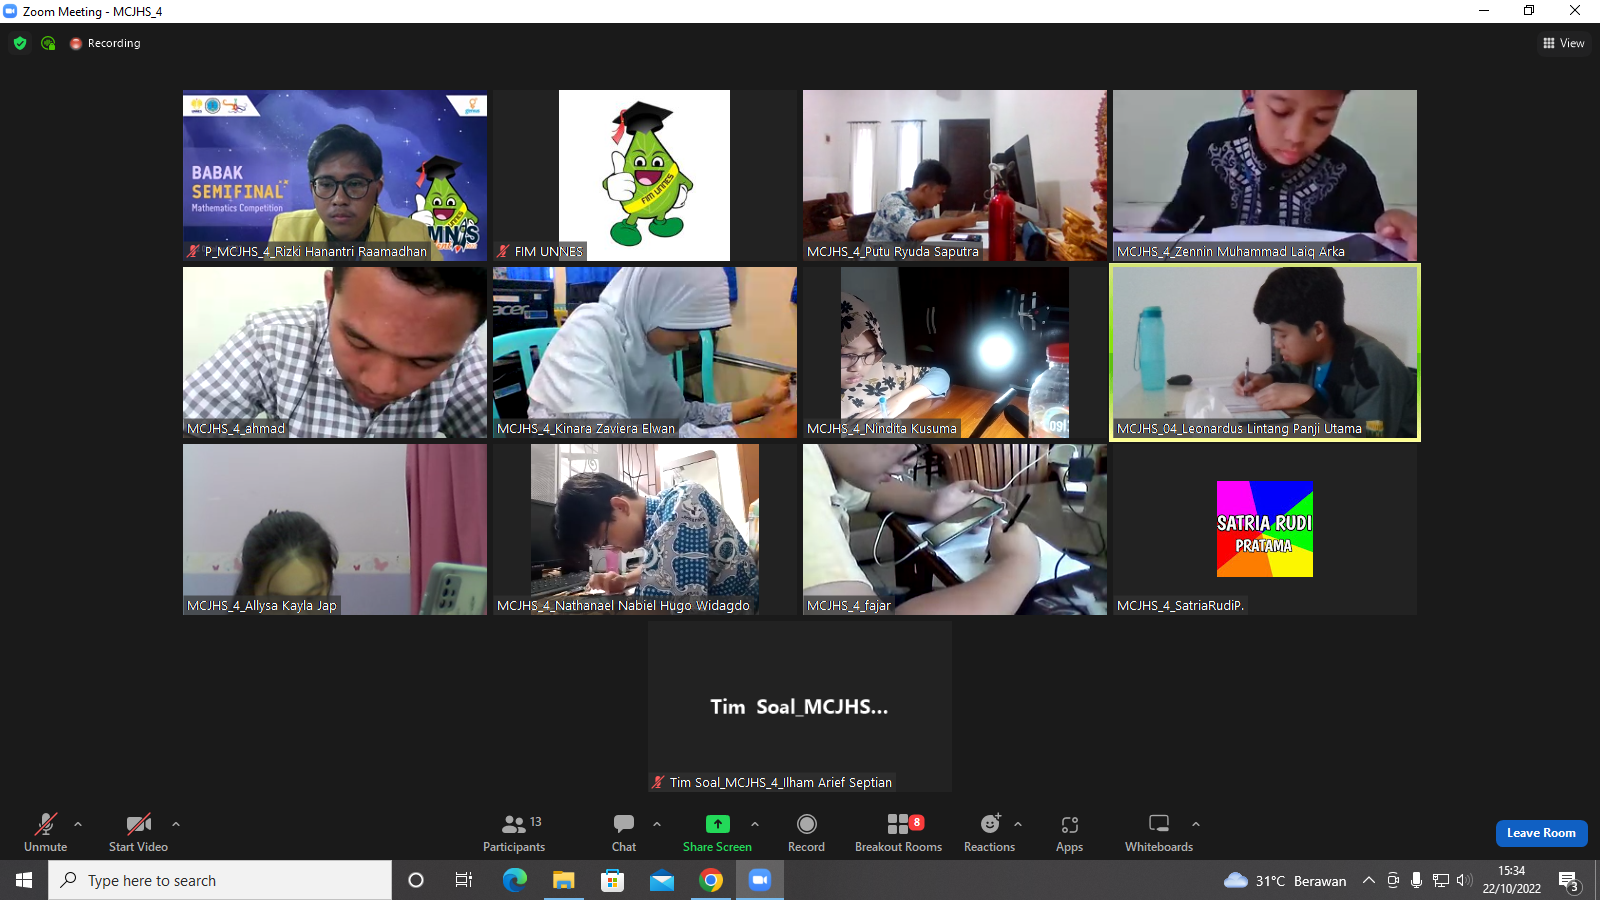 Zoom Meeting - MCJHS_4
Recording
View
BABAK
SEMIFINAL
Mathematics Competition
P_MCJHS_4_Rizki Hanantri Raamadhan
FIM UNNES
FIM UNNES
MCJHS_4_Putu Ryuda Saputra
MCJHS_4_Zennin Muhammad Laiq Arka
MCJHS_4_ahmad
acer
MCJHS_4_Kinara Zaviera Elwan
MCJHS_4_Nindita Kusuma
MCJHS_04_Leonardus Lintang Panji Utama
MCJHS_4_Allysa Kayla Jap
MCJHS_4_Nathanael Nabiel Hugo Widagdo
MCJHS_4_fajar
SATRIA RUDI
PRATAMA
MCJHS_4_SatriaRudiP.
Tim Soal_MCJHS...
Tim Soal_MCJHS_4_Ilham Arief Septian
Unmute
Start Video
13
Participants
Chat
Share Screen
Record
8
Breakout Rooms
Reactions
Apps
Whiteboards
Leave Room
Type here to search
31°C Berawan
15:34
22/10/2022
3